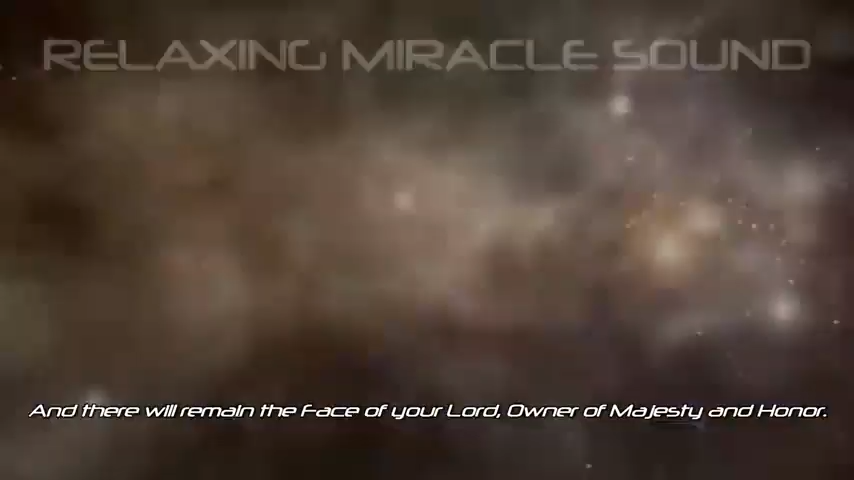 RELAXING MIRACLE SOUND
And there will remain the Face of your Lord, Owner of Majesty and Honor.